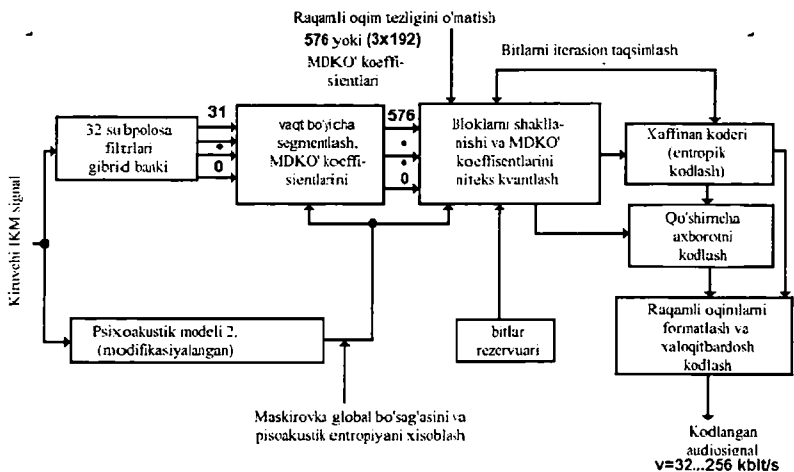 Raqamli oqim tezligini o'rnatish
576 yoki (3x192)
MDKO' koeffi-
sientlari
Bitlarni iterasion taqsimlash
31
0
32 subpolosa
filtrlari
gibrid banki
vaqt bo'yicha
segmentlash,
MDKO' koeffi-
sientlarini
576
0
Bloklarni shaklla-
nishi va MDKO'
koeffisentlarini
niteks kvantlash
Xaffman koderi
(entropik
kodlash)
Qo'shimcha
axborotni
kodlash
Kiruvchi IKM signal
Psixoakustik modeli 2.
(modifikasiyalangan)
bitlar
rezervuari
Raqamli oqimlarni
formatlash va
xaloqitbardosh
kodlash
Maskirovka global bo'sag'asini va
pisoakustik entropiyani xisoblash
Kodlangan
audiosignal
v=32...256 kbIt/s